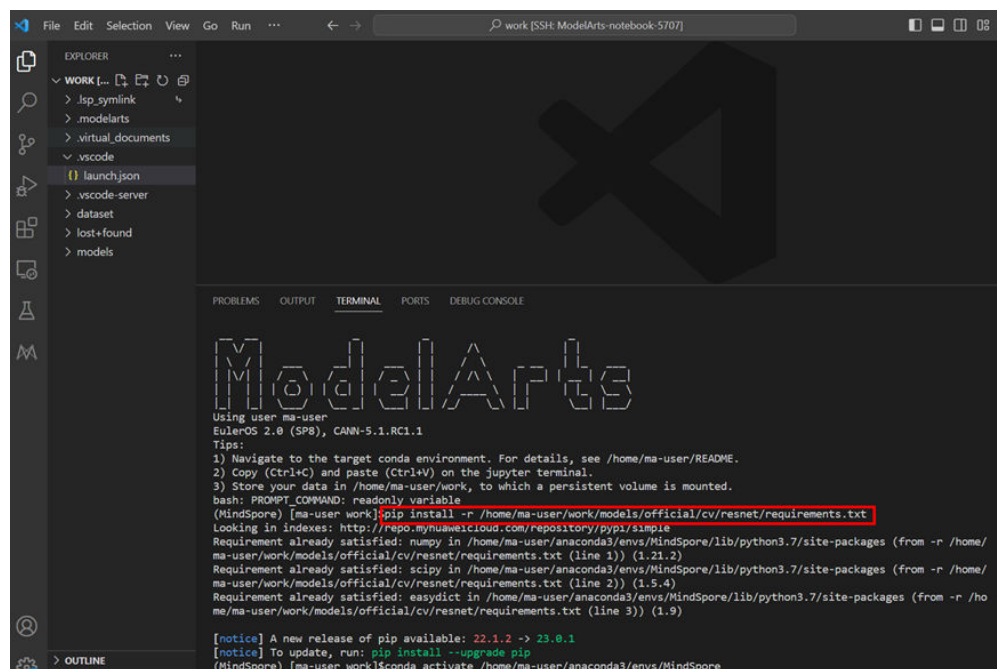 File Edit Selection View Go Run ··· work [SSH: ModelArts-notebook-5707]
EXPLORER ···
WORK [...
.lsp_symlink
.modelarts
.virtual_documents
.vscode
{} launch.json
.vscode-server
dataset
lost+found
models
OUTLINE
PROBLEMS OUTPUT TERMINAL PORTS DEBUG CONSOLE
ModelArts
Using user ma-user
EulerOS 2.0 (SP8), CANN-5.1.RC1.1
Tips:
1) Navigate to the target conda environment. For details, see /home/ma-user/README.
2) Copy (Ctrl+C) and paste (Ctrl+V) on the jupyter terminal.
3) Store your data in /home/ma-user/work, to which a persistent volume is mounted.
bash: PROMPT_COMMAND: readonly variable
(MindSpore) [ma-user work]$pip install -r /home/ma-user/work/models/official/cv/resnet/requirements.txt
Looking in indexes: http://repo.myhuaweicloud.com/repository/pypi/simple
Requirement already satisfied: numpy in /home/ma-user/anaconda3/envs/MindSpore/lib/python3.7/site-packages (from -r /home/
ma-user/work/models/official/cv/resnet/requirements.txt (line 1)) (1.21.2)
Requirement already satisfied: scipy in /home/ma-user/anaconda3/envs/MindSpore/lib/python3.7/site-packages (from -r /home/
ma-user/work/models/official/cv/resnet/requirements.txt (line 2)) (1.5.4)
Requirement already satisfied: easydict in /home/ma-user/anaconda3/envs/MindSpore/lib/python3.7/site-packages (from -r /ho
me/ma-user/work/models/official/cv/resnet/requirements.txt (line 3)) (1.9)
[notice] A new release of pip available: 22.1.2 -> 23.0.1
[notice] To update, run: pip install --upgrade pip
(MindSpore) [ma-user work]$conda activate /home/ma-user/anaconda3/envs/MindSpore